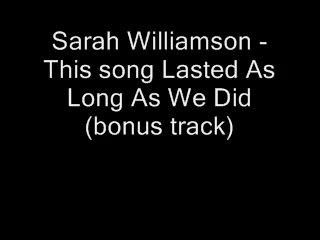 Sarah Williamson -
This song Lasted As
Long As We Did
(bonus track)